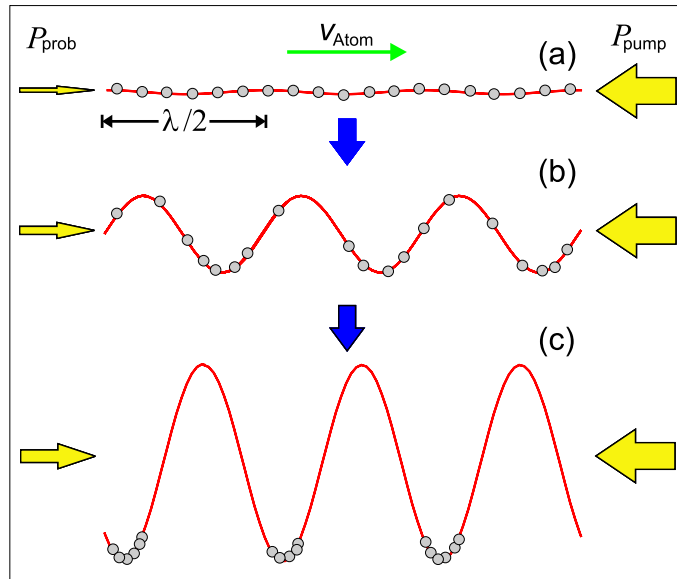 P_prob
v_Atom
P_pump
(a)
λ/2
(b)
(c)